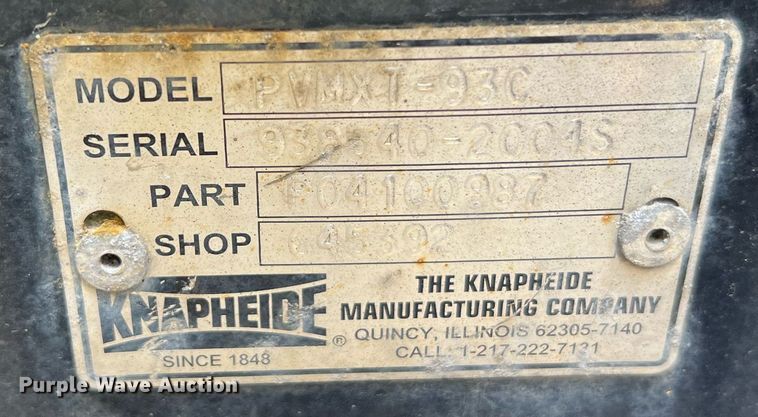 MODEL PVMXT-93C
SERIAL
PART
SHOP
KNAPHEIDE ®
SINCE 1848
THE KNAPHEIDE
MANUFACTURING COMPANY
QUINCY, ILLINOIS 62305-7140
CALL 1-217-222-7131
Purple Wave Auction